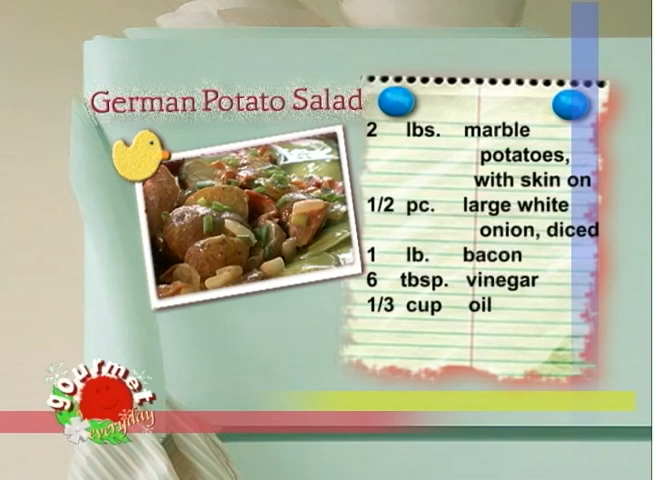 German Potato Salad
2 lbs. marble
potatoes,
with skin on
1/2 pc. large white
onion, diced
1 lb. bacon
6 tbsp. vinegar
1/3 cup oil
gourmet
everyday